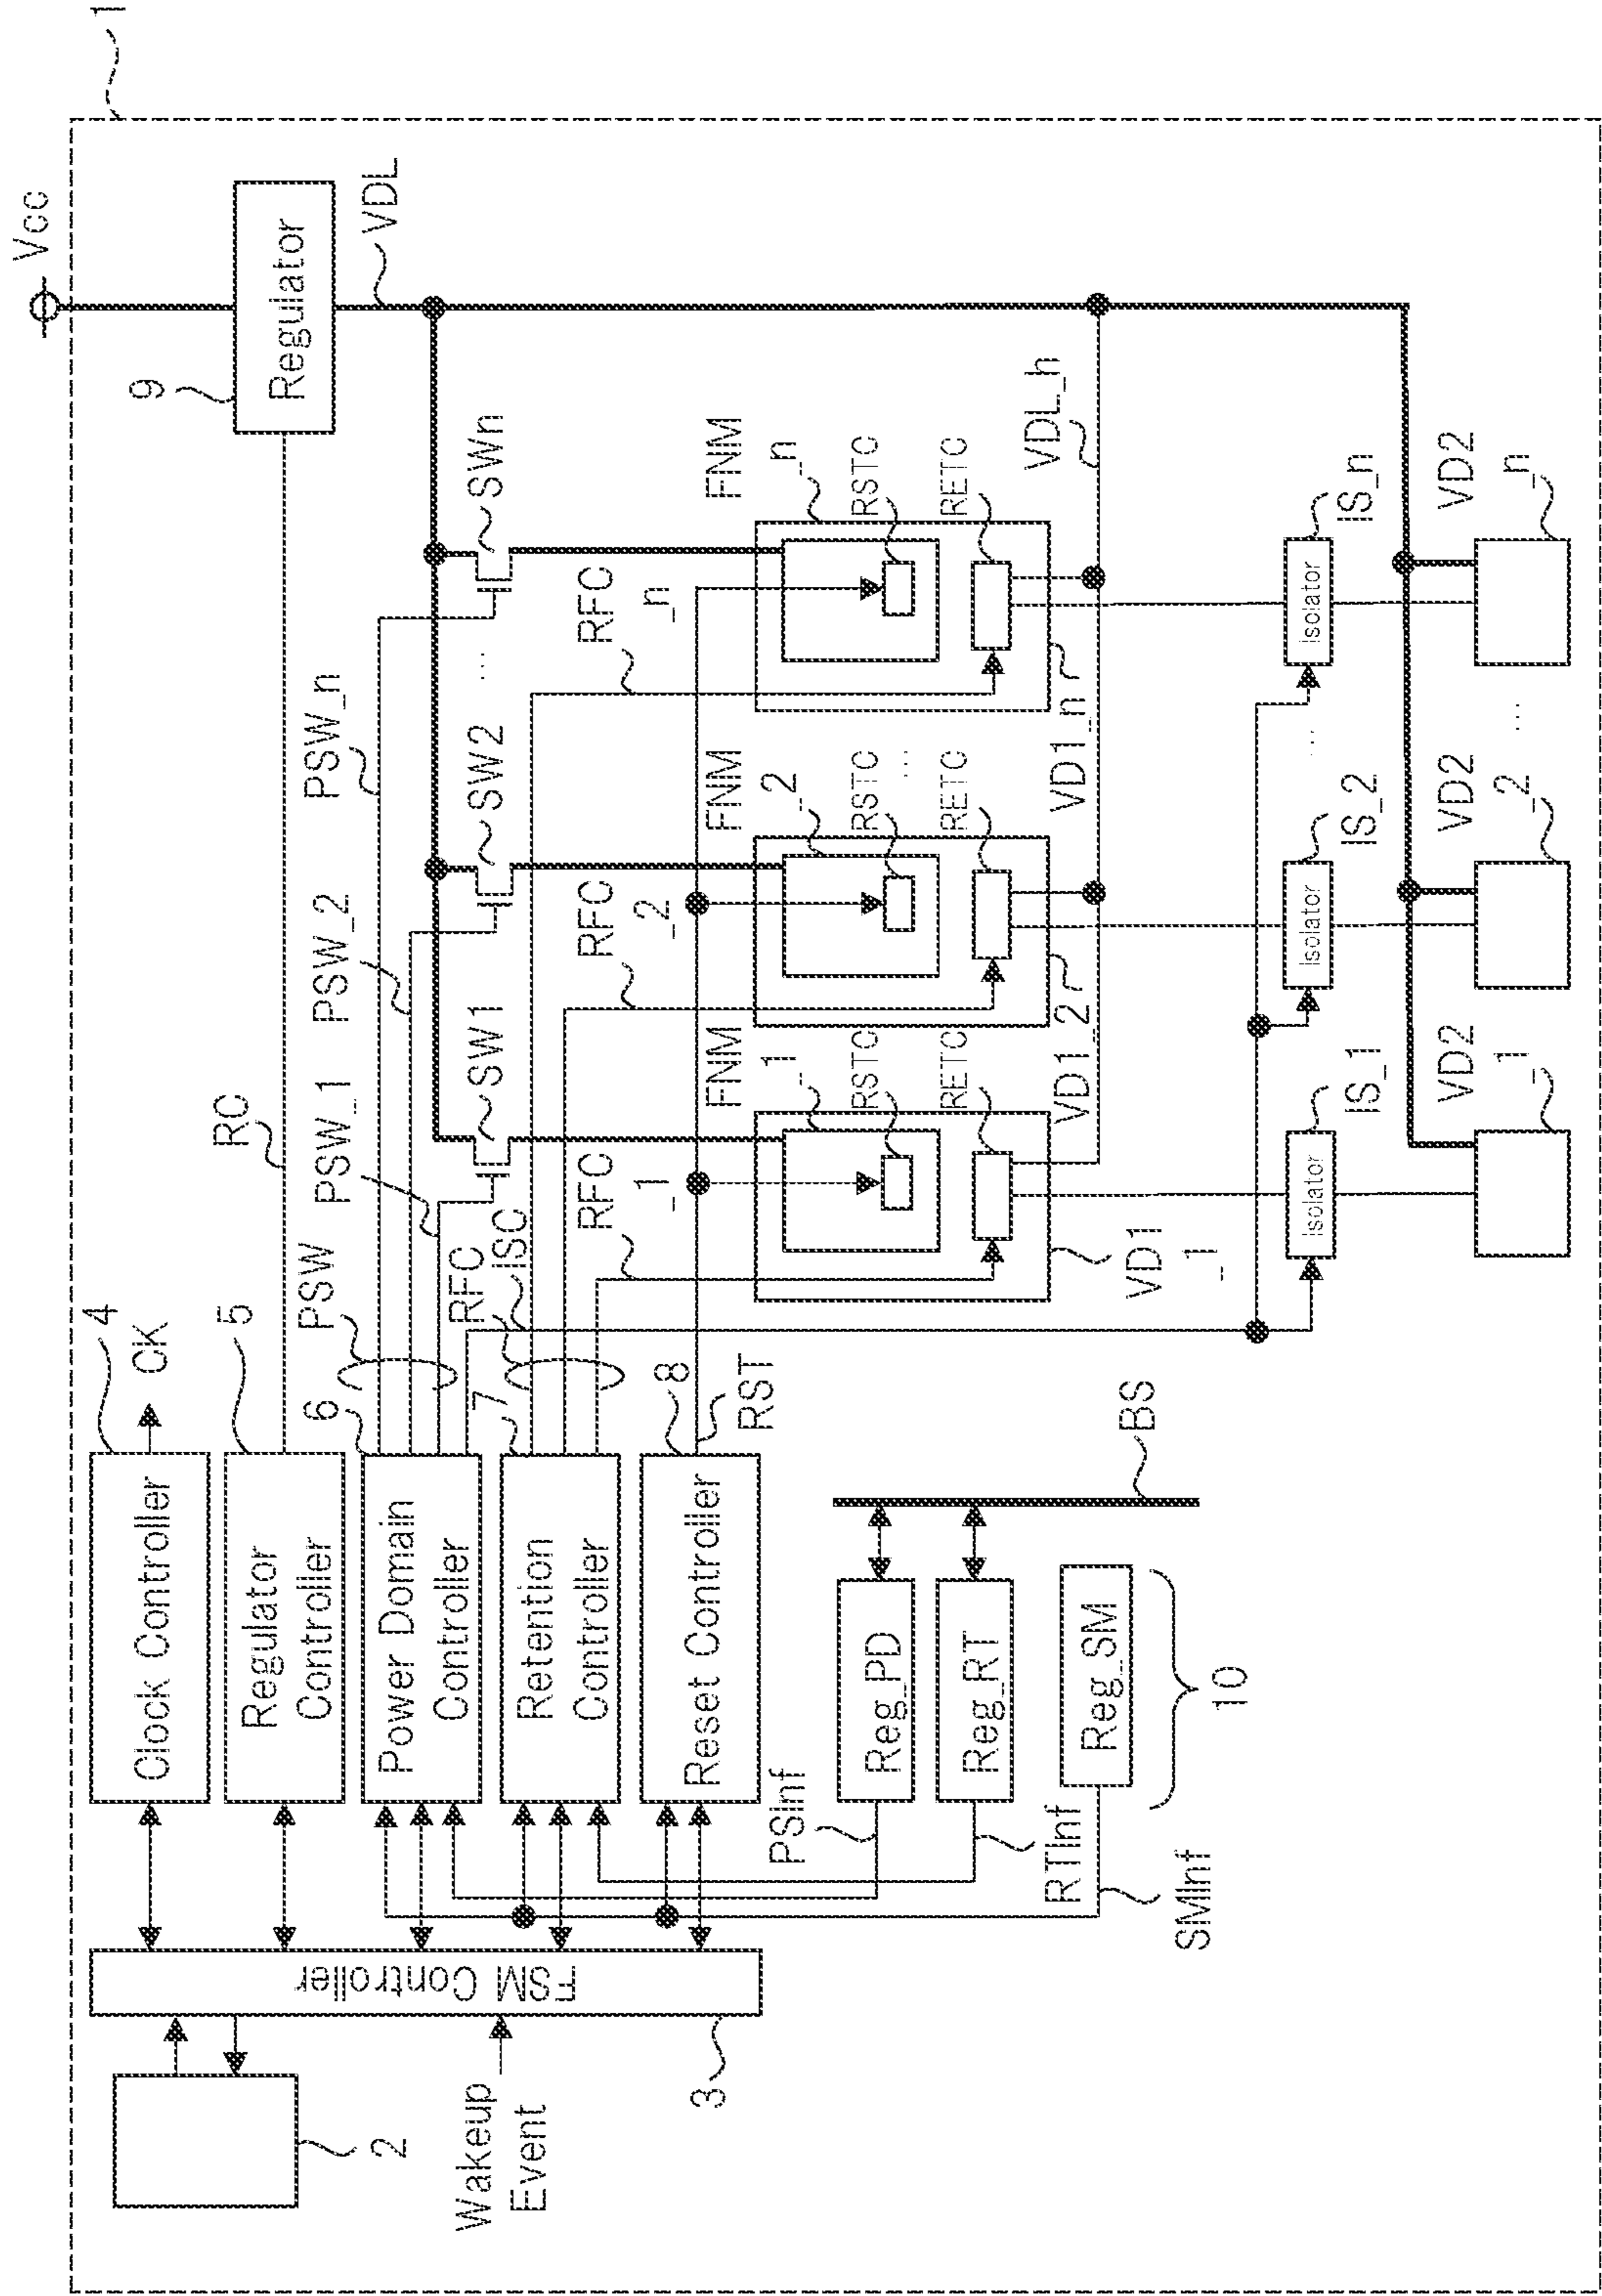 1
Vcc
Regulator
9
VDL
4
Clock Controller
CK
5
Regulator
Controller
RC
6
Power Domain
Controller
PSW
PSW_1
PSW_2
PSW_n
SW1
SW2
...
SWn
7
Retention
Controller
RFC
ISC
RFC
_1
RFC
_2
RFC
_n
8
Reset Controller
RST
FSM Controller
3
2
Wakeup
Event
FNM
_1
RSTC
RETC
VD1
_1
FNM
_2
RSTC
RETC
VD1_2
...
FNM
_n
RSTC
RETC
VD1_n
VDL_h
PSInf
Reg_PD
RTInf
Reg_RT
SMInf
Reg_SM
10
BS
Isolator
IS_1
Isolator
IS_2
...
Isolator
IS_n
VD2
_1
VD2
_2
...
VD2
_n